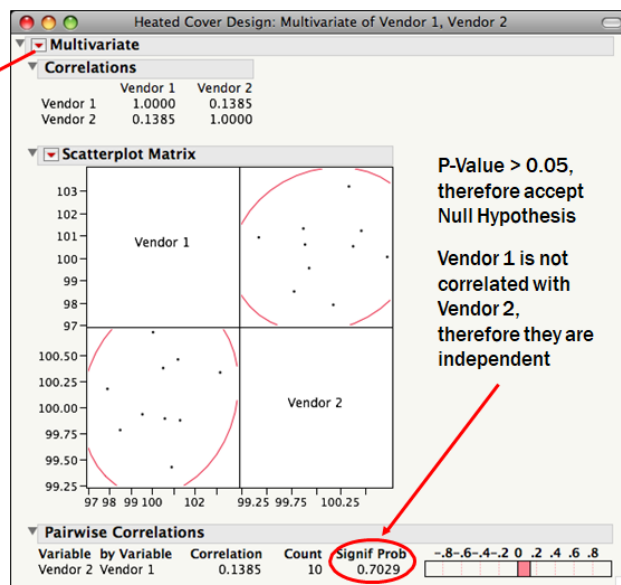 Heated Cover Design: Multivariate of Vendor 1, Vendor 2
Multivariate
Correlations
Vendor 1 Vendor 2
Vendor 1 1.0000 0.1385
Vendor 2 0.1385 1.0000
Scatterplot Matrix
103
102
101
100
99
98
97
Vendor 1
100.50
100.25
100.00
99.75
99.50
99.25
Vendor 2
97 98 99 100 102 99.25 99.75 100.25
P-Value > 0.05,
therefore accept
Null Hypothesis
Vendor 1 is not
correlated with
Vendor 2,
therefore they are
independent
Pairwise Correlations
Variable by Variable Correlation Count Signif Prob -.8-.6-.4-.2 0 .2 .4 .6 .8
Vendor 2 Vendor 1 0.1385 10 0.7029